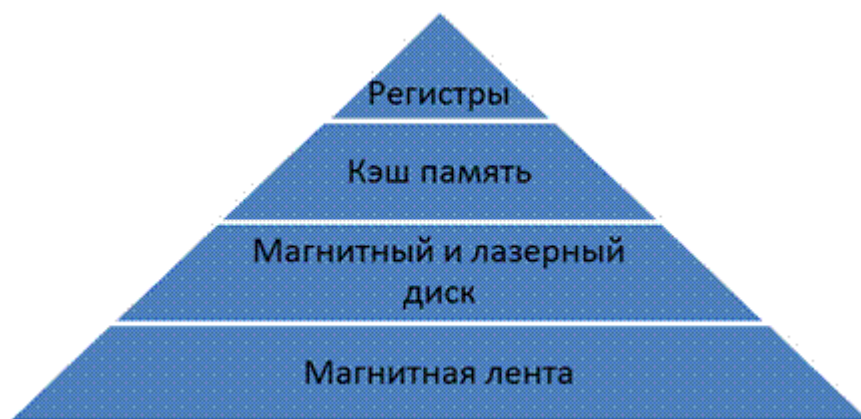 Регистры
Кэш память
Магнитный и лазерный
диск
Магнитная лента